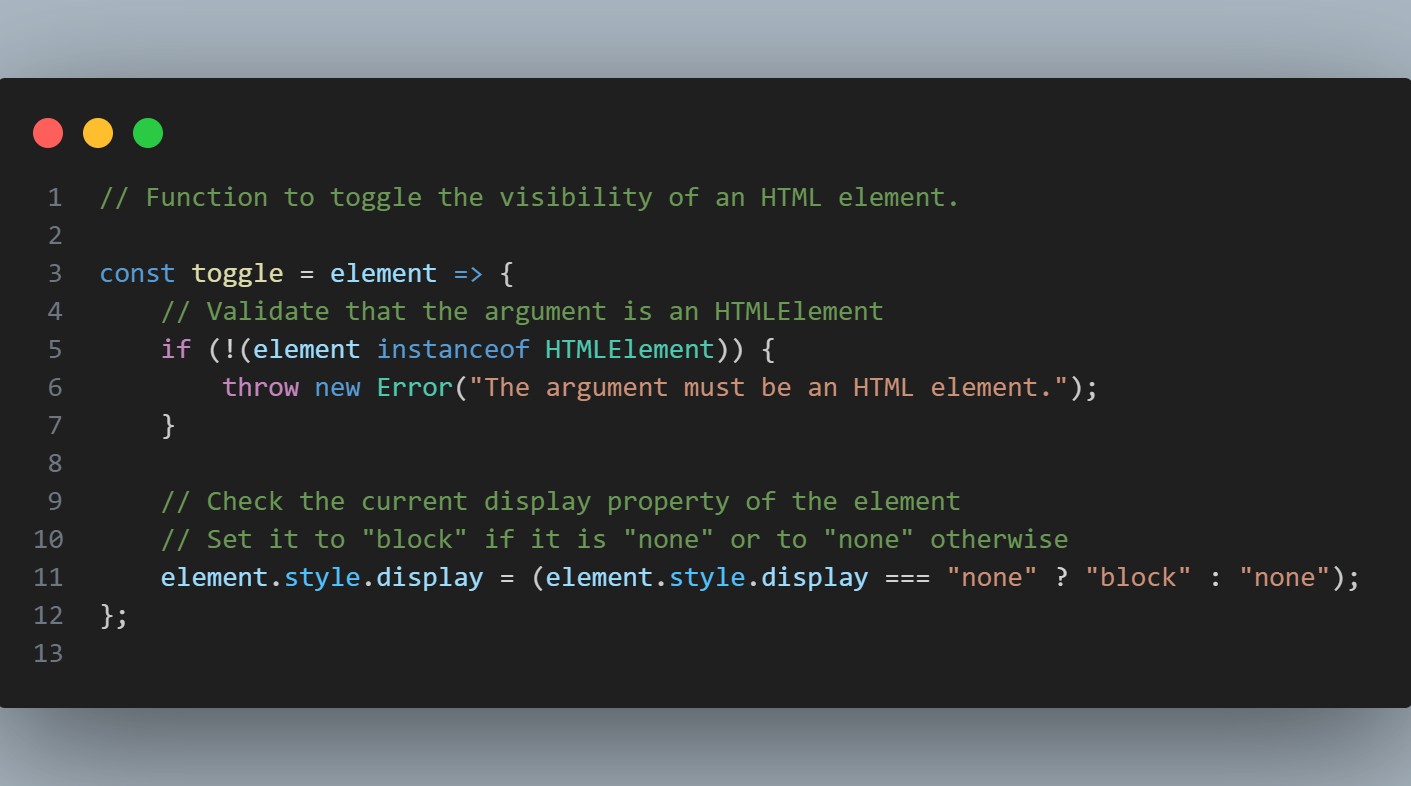 1 // Function to toggle the visibility of an HTML element.
2
3 const toggle = element => {
4     // Validate that the argument is an HTMLElement
5     if (!(element instanceof HTMLElement)) {
6         throw new Error("The argument must be an HTML element.");
7     }
8
9     // Check the current display property of the element
10     // Set it to "block" if it is "none" or to "none" otherwise
11     element.style.display = (element.style.display === "none" ? "block" : "none");
12 };
13